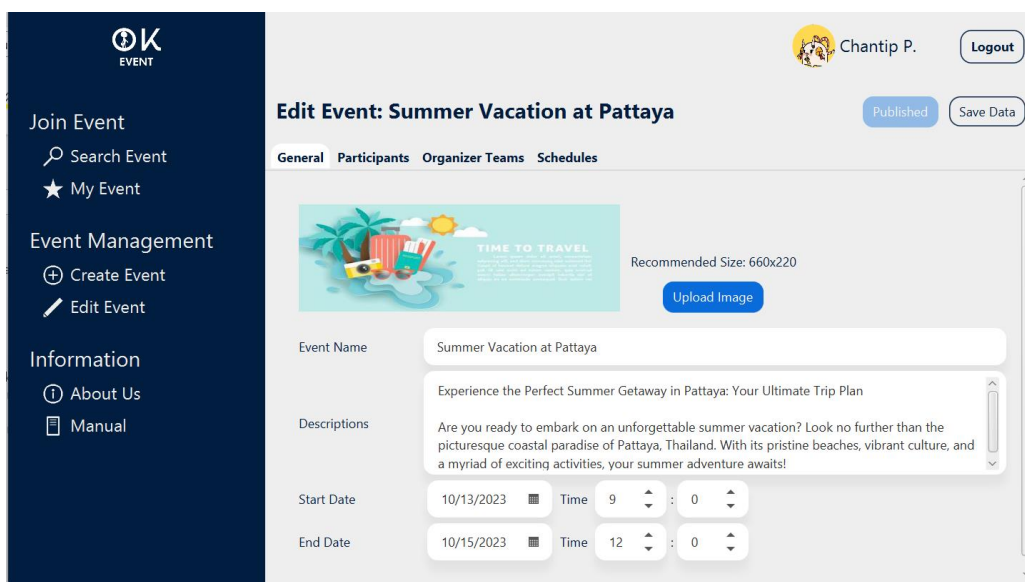 OK
EVENT
Chantip P.
Logout
Join Event
Search Event
My Event
Event Management
Create Event
Edit Event
Information
About Us
Manual
Edit Event: Summer Vacation at Pattaya
Published
Save Data
General Participants Organizer Teams Schedules
TIME TO TRAVEL
Recommended Size: 660x220
Upload Image
Event Name
Summer Vacation at Pattaya
Descriptions
Experience the Perfect Summer Getaway in Pattaya: Your Ultimate Trip Plan
Are you ready to embark on an unforgettable summer vacation? Look no further than the
picturesque coastal paradise of Pattaya, Thailand. With its pristine beaches, vibrant culture, and
a myriad of exciting activities, your summer adventure awaits!
Start Date 10/13/2023 Time 9 : 0
End Date 10/15/2023 Time 12 : 0